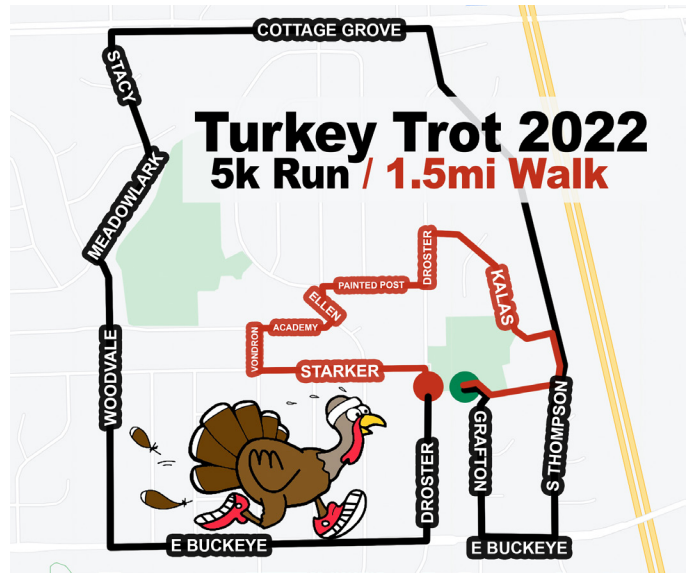 COTTAGE GROVE
STACY
Turkey Trot 2022
5k Run / 1.5mi Walk
MEADOWLARK
DROSTER
KALAS
PAINTED POST
ELLEN
ACADEMY
VONDRON
WOODVALE
STARKER
GRAFTON
S THOMPSON
DROSTER
E BUCKEYE
E BUCKEYE